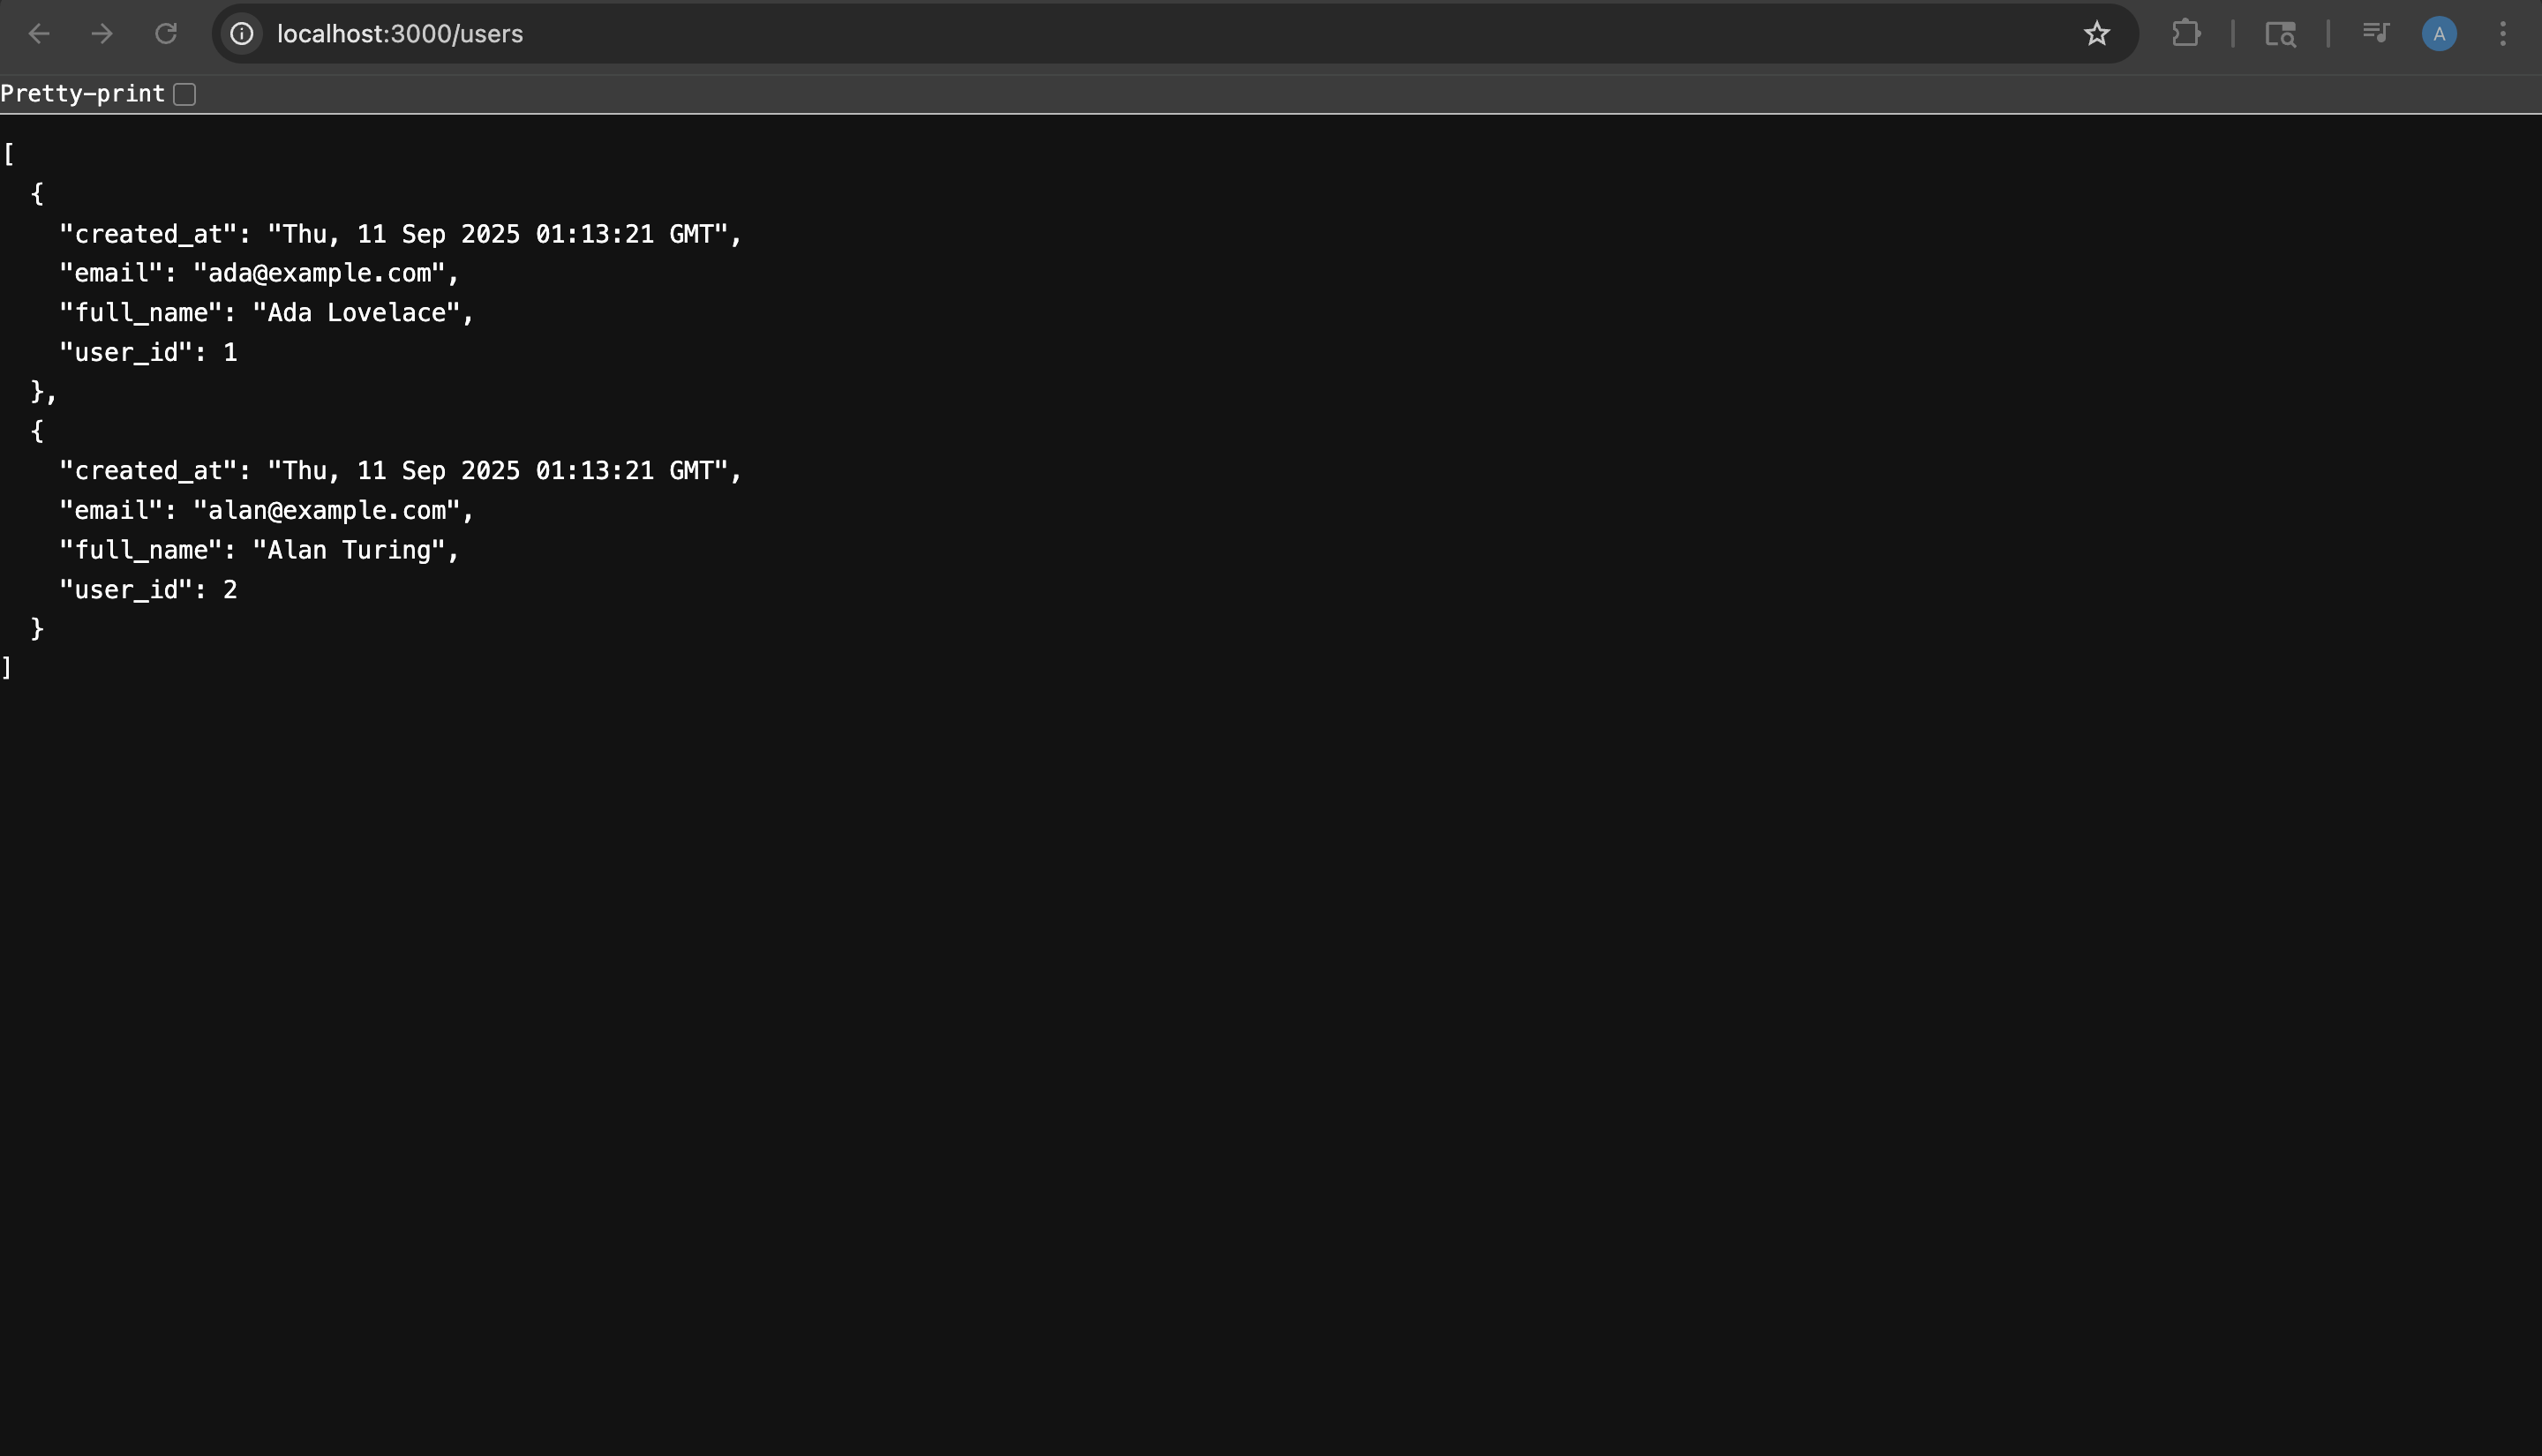 localhost:3000/users
A
Pretty-print
[
  {
    "created_at": "Thu, 11 Sep 2025 01:13:21 GMT",
    "email": "ada@example.com",
    "full_name": "Ada Lovelace",
    "user_id": 1
  },
  {
    "created_at": "Thu, 11 Sep 2025 01:13:21 GMT",
    "email": "alan@example.com",
    "full_name": "Alan Turing",
    "user_id": 2
  }
]